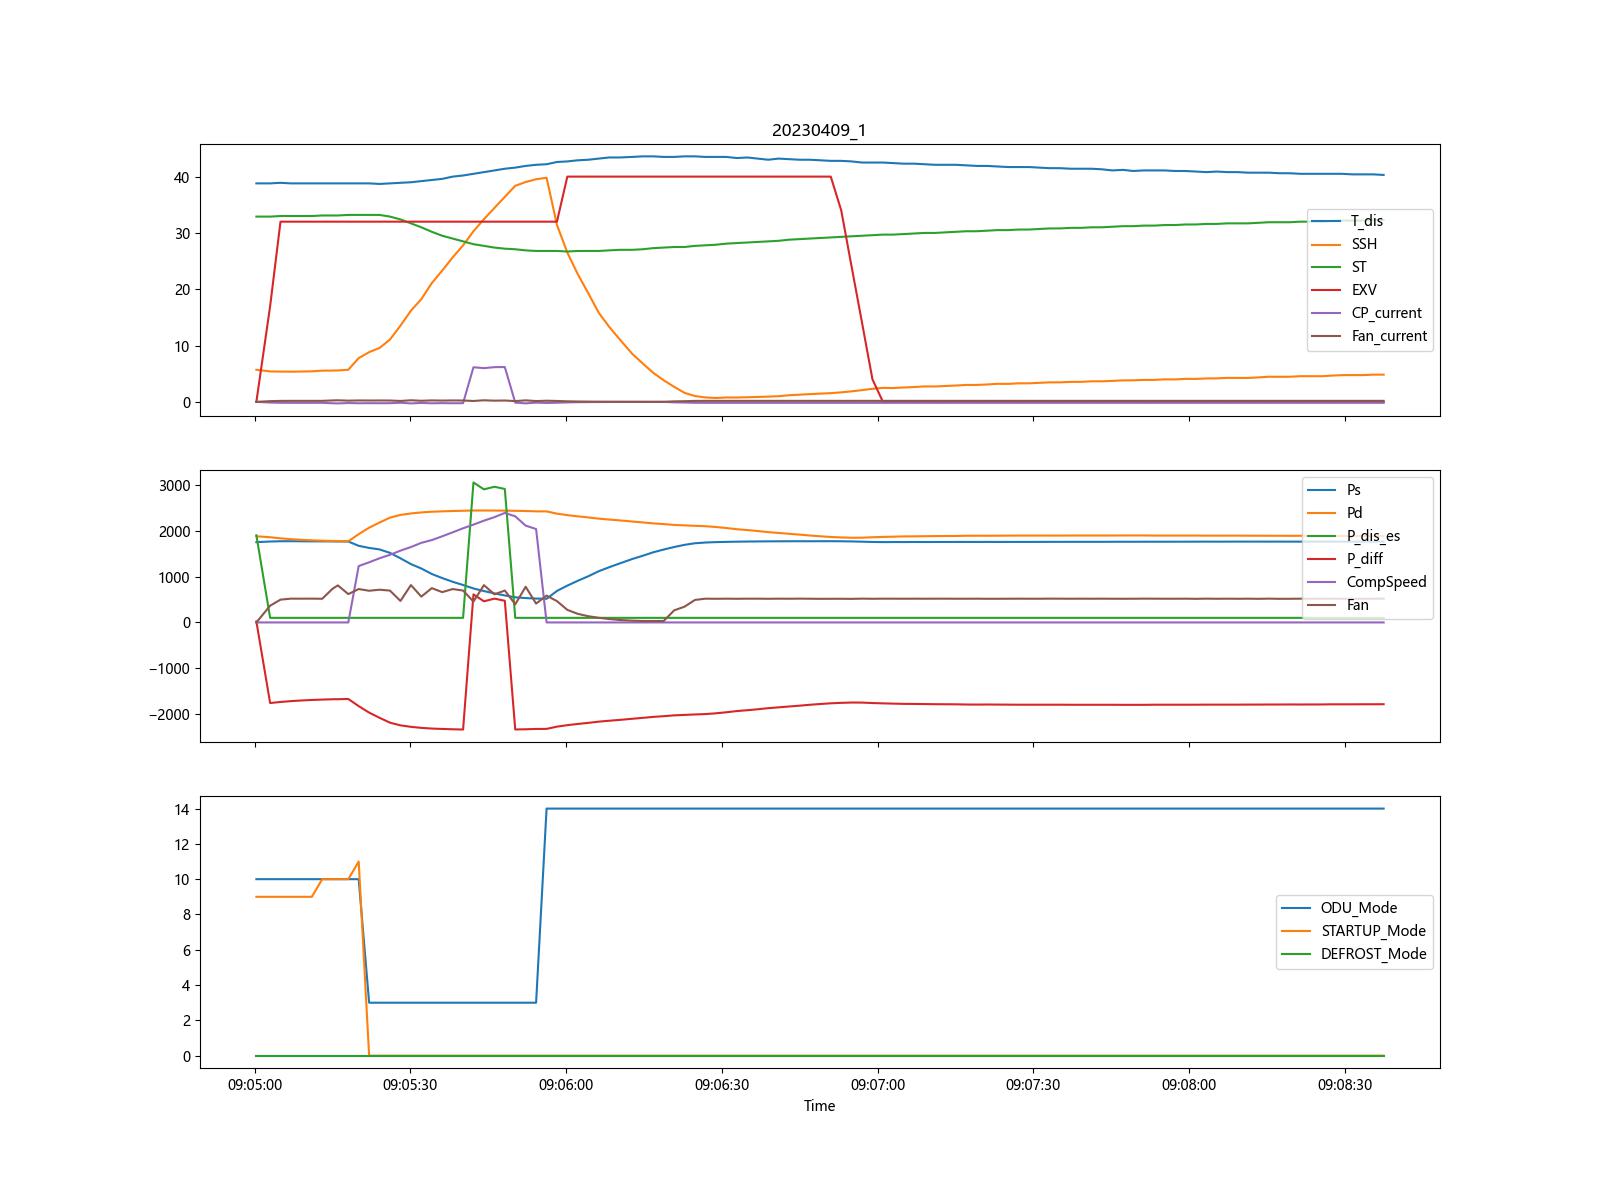 20230409_1
40
30
20
10
0
T_dis
SSH
ST
EXV
CP_current
Fan_current
3000
2000
1000
0
−1000
−2000
Ps
Pd
P_dis_es
P_diff
CompSpeed
Fan
14
12
10
8
6
4
2
0
ODU_Mode
STARTUP_Mode
DEFROST_Mode
09:05:00 09:05:30 09:06:00 09:06:30 09:07:00 09:07:30 09:08:00 09:08:30
Time